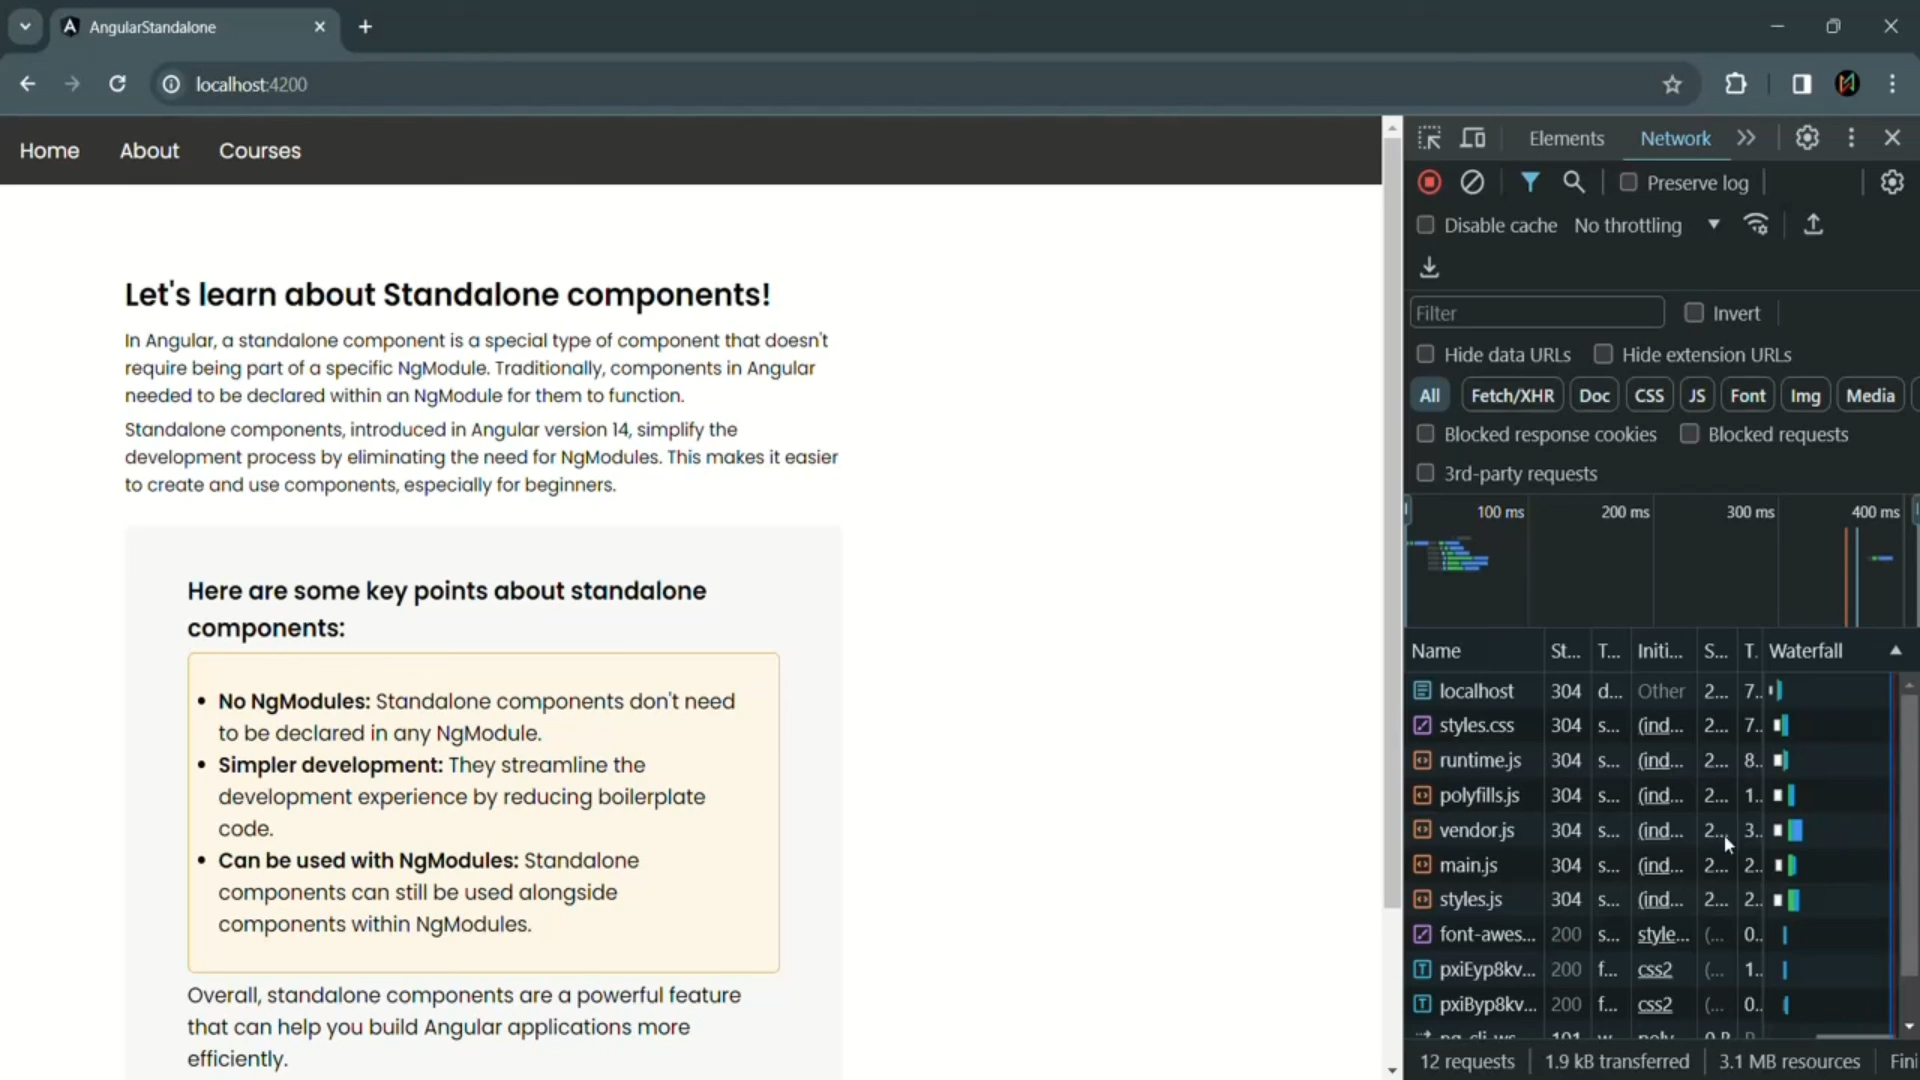 AngularStandalone
localhost:4200
Home About Courses
Let's learn about Standalone components!
In Angular, a standalone component is a special type of component that doesn't
require being part of a specific NgModule. Traditionally, components in Angular
needed to be declared within an NgModule for them to function.
Standalone components, introduced in Angular version 14, simplify the
development process by eliminating the need for NgModules. This makes it easier
to create and use components, especially for beginners.
Here are some key points about standalone
components:
No NgModules: Standalone components don't need
to be declared in any NgModule.
Simpler development: They streamline the
development experience by reducing boilerplate
code.
Can be used with NgModules: Standalone
components can still be used alongside
components within NgModules.
Overall, standalone components are a powerful feature
that can help you build Angular applications more
efficiently.
Elements Network
Preserve log
Disable cache No throttling
Filter Invert
Hide data URLs Hide extension URLs
All Fetch/XHR Doc CSS JS Font Img Media
Blocked response cookies Blocked requests
3rd-party requests
100 ms 200 ms 300 ms 400 ms
Name St... T... Initi... S... T. Waterfall
localhost 304 d... Other 2... 7..
styles.css 304 s... (ind... 2... 7..
runtime.js 304 s... (ind... 2... 8..
polyfills.js 304 s... (ind... 2... 1..
vendor.js 304 s... (ind... 2... 3..
main.js 304 s... (ind... 2... 2..
styles.js 304 s... (ind... 2... 2..
font-awes... 200 s... style... (... 0..
pxiEyp8kv... 200 f... css2 (... 1..
pxiByp8kv... 200 f... css2 (... 0..
12 requests 1.9 kB transferred 3.1 MB resources Fini